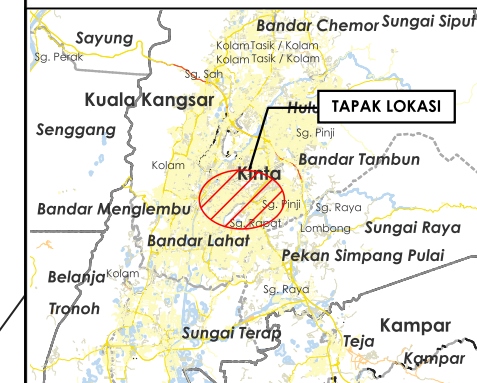 Bandar Chemor
Sungai Siput
Sayung
Kolam
Tasik / Kolam
Kolam
Tasik / Kolam
Sg. Perak
Sg. Sah
Kuala Kangsar
Hulu
TAPAK LOKASI
Senggang
Sg. Pinji
Kolam
Bandar Tambun
Kinta
Bandar Menglembu
Sg. Pinji
Sg. Raya
Sg. Rapat
Lombong
Sungai Raya
Bandar Lahat
Pekan Simpang Pulai
Belanja
Kolam
Sg. Raya
Tronoh
Sungai Terap
Kampar
Teja
Kampar